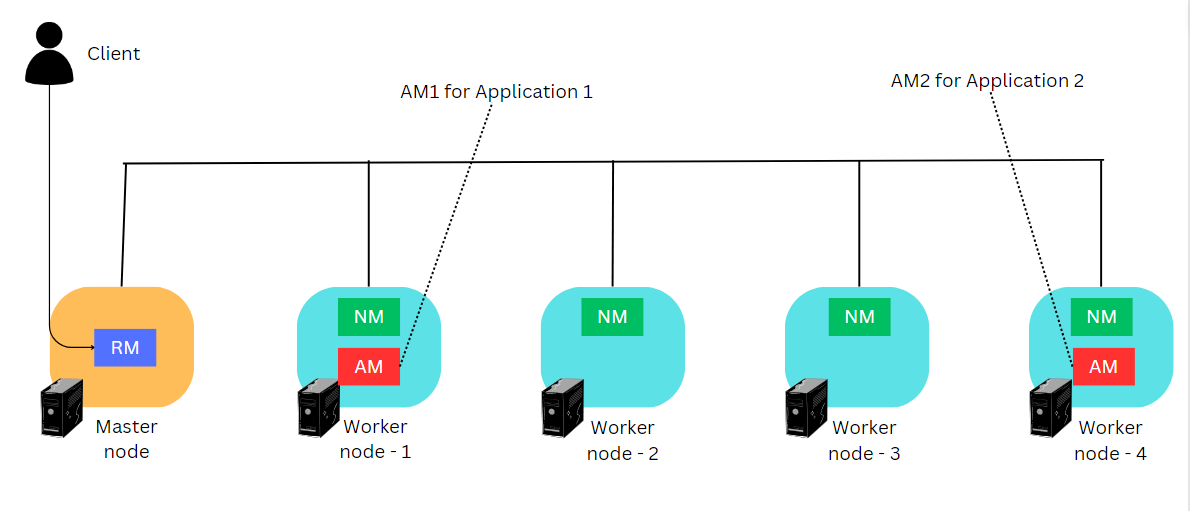 Client
AM1 for Application 1
AM2 for Application 2
NM
NM
NM
NM
RM
AM
AM
Master
node
Worker
node - 1
Worker
node - 2
Worker
node - 3
Worker
node - 4